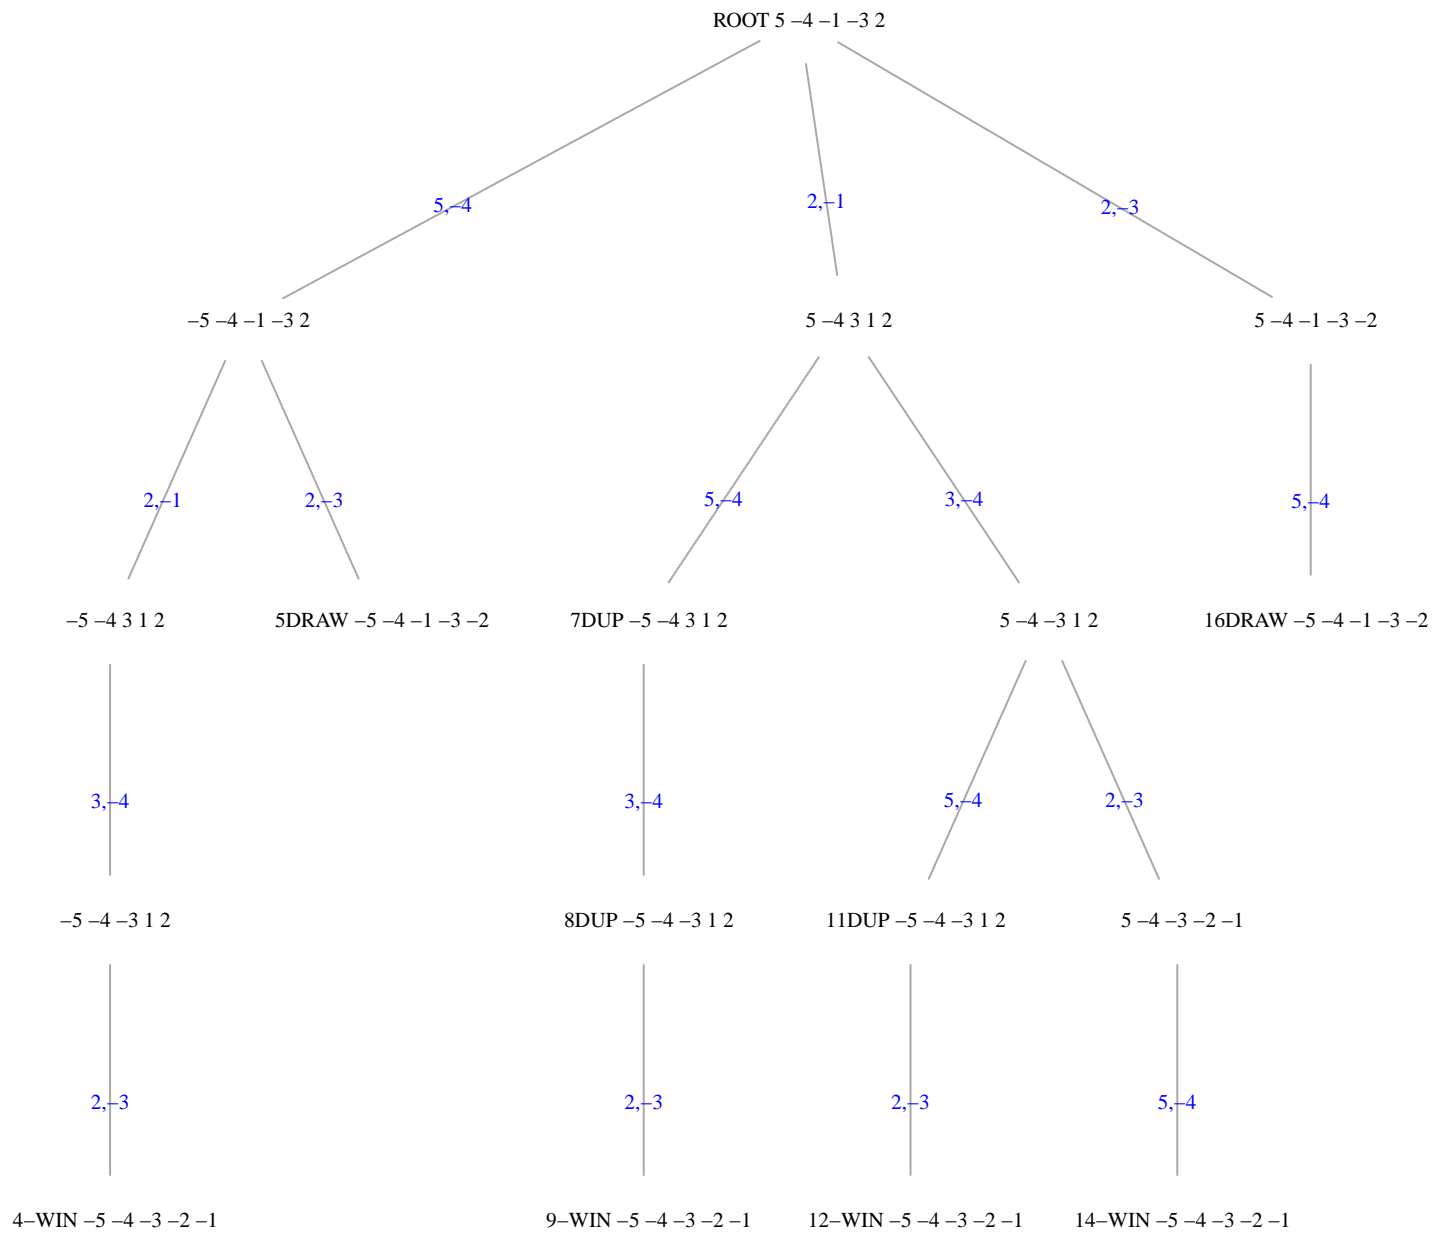 ROOT 5 –4 –1 –3 2
5,–4
2,–1
2,–3
–5 –4 –1 –3 2
5 –4 3 1 2
5 –4 –1 –3 –2
2,–1
2,–3
5,–4
3,–4
5,–4
–5 –4 3 1 2
5DRAW –5 –4 –1 –3 –2
7DUP –5 –4 3 1 2
5 –4 –3 1 2
16DRAW –5 –4 –1 –3 –2
3,–4
3,–4
5,–4
2,–3
–5 –4 –3 1 2
8DUP –5 –4 –3 1 2
11DUP –5 –4 –3 1 2
5 –4 –3 –2 –1
2,–3
2,–3
2,–3
5,–4
4–WIN –5 –4 –3 –2 –1
9–WIN –5 –4 –3 –2 –1
12–WIN –5 –4 –3 –2 –1
14–WIN –5 –4 –3 –2 –1